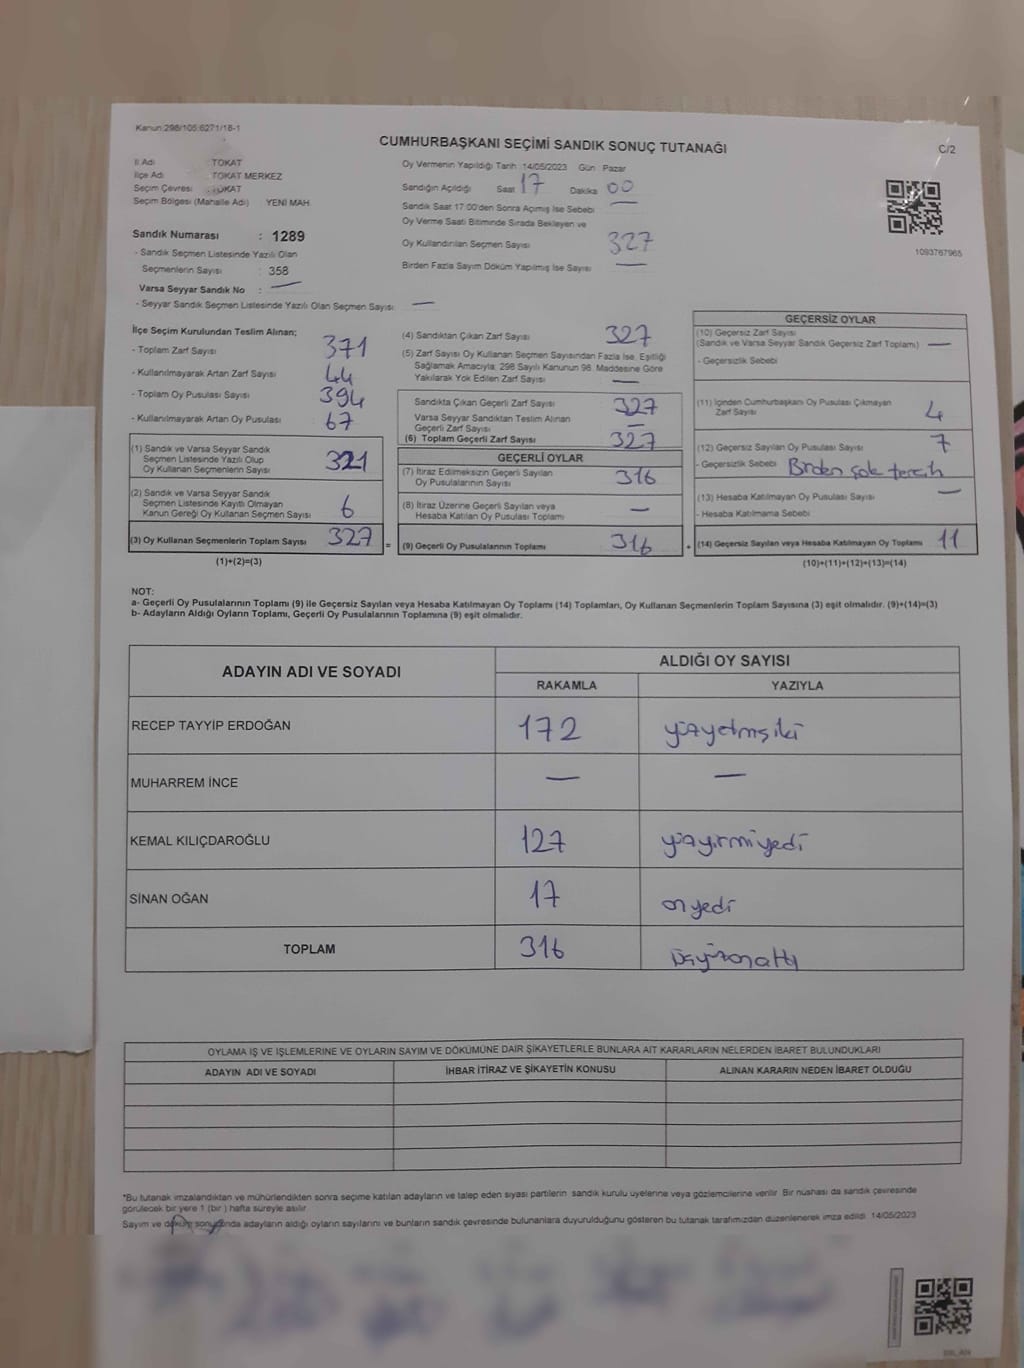 Kanun:298/105:6271/18-1
CUMHURBAŞKANI SEÇİMİ SANDIK SONUÇ TUTANAĞI
C/2
İl Adı : TOKAT
İlçe Adı : TOKAT MERKEZ
Seçim Çevresi : TOKAT
Seçim Bölgesi (Mahalle Adı) YENİ MAH.
Oy Vermenin Yapıldığı Tarih 14/05/2023 Gün Pazar
Sandığın Açıldığı Saat 17 Dakika 00
Sandık Saat 17:00'den Sonra Açılmış İse Sebebi —
Oy Verme Saati Bitiminde Sırada Bekleyen ve
Oy Kullandırılan Seçmen Sayısı 327
Birden Fazla Sayım Döküm Yapılmış İse Sayısı —
1093767965
Sandık Numarası : 1289
- Sandık Seçmen Listesinde Yazılı Olan
Seçmenlerin Sayısı : 358
Varsa Seyyar Sandık No : —
- Seyyar Sandık Seçmen Listesinde Yazılı Olan Seçmen Sayısı —
İlçe Seçim Kurulundan Teslim Alınan;
- Toplam Zarf Sayısı 371
- Kullanılmayarak Artan Zarf Sayısı 44
- Toplam Oy Pusulası Sayısı 394
- Kullanılmayarak Artan Oy Pusulası 67
(1) Sandık ve Varsa Seyyar Sandık
Seçmen Listesinde Yazılı Olup
Oy Kullanan Seçmenlerin Sayısı 321
(2) Sandık ve Varsa Seyyar Sandık
Seçmen Listesinde Kayıtlı Olmayan
Kanun Gereği Oy Kullanan Seçmen Sayısı 6
(3) Oy Kullanan Seçmenlerin Toplam Sayısı 327 =
(1)+(2)=(3)
(4) Sandıktan Çıkan Zarf Sayısı 327
(5) Zarf Sayısı Oy Kullanan Seçmen Sayısından Fazla İse, Eşitliği
Sağlamak Amacıyla; 298 Sayılı Kanunun 98. Maddesine Göre
Yakılarak Yok Edilen Zarf Sayısı —
Sandıkta Çıkan Geçerli Zarf Sayısı 327
Varsa Seyyar Sandıktan Teslim Alınan
Geçerli Zarf Sayısı —
(6) Toplam Geçerli Zarf Sayısı 327
GEÇERLİ OYLAR
(7) İtiraz Edilmeksizin Geçerli Sayılan
Oy Pusulalarının Sayısı 316
(8) İtiraz Üzerine Geçerli Sayılan veya
Hesaba Katılan Oy Pusulası Toplamı —
(9) Geçerli Oy Pusulalarının Toplamı 316 +
GEÇERSİZ OYLAR
(10) Geçersiz Zarf Sayısı
(Sandık ve Varsa Seyyar Sandık Geçersiz Zarf Toplamı) —
- Geçersizlik Sebebi
(11) İçinden Cumhurbaşkanı Oy Pusulası Çıkmayan
Zarf Sayısı 4
(12) Geçersiz Sayılan Oy Pusulası Sayısı 7
- Geçersizlik Sebebi Birden çok tercih
(13) Hesaba Katılmayan Oy Pusulası Sayısı —
- Hesaba Katılmama Sebebi
(14) Geçersiz Sayılan veya Hesaba Katılmayan Oy Toplamı 11
(10)+(11)+(12)+(13)=(14)
NOT:
a- Geçerli Oy Pusulalarının Toplamı (9) ile Geçersiz Sayılan veya Hesaba Katılmayan Oy Toplamı (14) Toplamları, Oy Kullanan Seçmenlerin Toplam Sayısına (3) eşit olmalıdır. (9)+(14)=(3)
b- Adayların Aldığı Oyların Toplamı, Geçerli Oy Pusulalarının Toplamına (9) eşit olmalıdır.
ADAYIN ADI VE SOYADI ALDIĞI OY SAYISI
RAKAMLA YAZIYLA
RECEP TAYYİP ERDOĞAN 172 yüzyetmişiki
MUHARREM İNCE — —
KEMAL KILIÇDAROĞLU 127 yüzyirmiyedi
SİNAN OĞAN 17 onyedi
TOPLAM 316 üçyüzonaltı
OYLAMA İŞ VE İŞLEMLERİNE VE OYLARIN SAYIM VE DÖKÜMÜNE DAİR ŞİKAYETLERLE BUNLARA AİT KARARLARIN NELERDEN İBARET BULUNDUKLARI
ADAYIN ADI VE SOYADI İHBAR İTİRAZ VE ŞİKAYETİN KONUSU ALINAN KARARIN NEDEN İBARET OLDUĞU
*Bu tutanak imzalandıktan ve mühürlendikten sonra seçime katılan adayların ve talep eden siyasi partilerin sandık kurulu üyelerine veya gözlemcilerine verilir. Bir nüshası da sandık çevresinde
görülecek bir yere 1 (bir) hafta süreyle asılır.
Sayım ve döküm sonucunda adayların aldığı oyların sayılarını ve bunların sandık çevresinde bulunanlara duyurulduğunu gösteren bu tutanak tarafımızdan düzenlenerek imza edildi. 14/05/2023